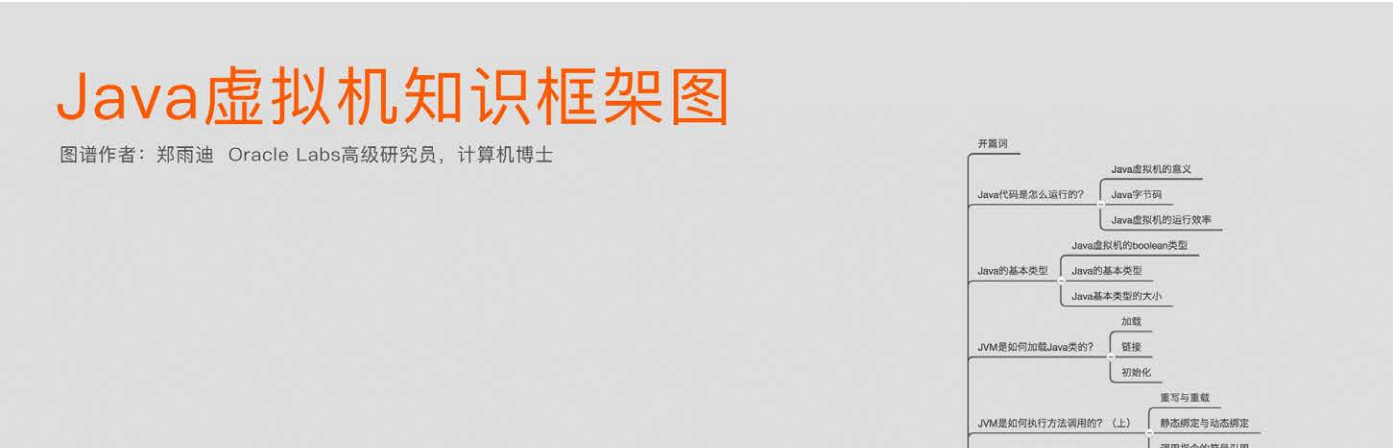 Java虚拟机知识框架图
图谱作者：郑雨迪 Oracle Labs高级研究员，计算机博士
开篇词
Java代码是怎么运行的？
Java虚拟机的意义
Java字节码
Java虚拟机的运行效率
Java的基本类型
Java虚拟机的boolean类型
Java的基本类型
Java基本类型的大小
JVM是如何加载Java类的？
加载
链接
初始化
JVM是如何执行方法调用的？（上）
重写与重载
静态绑定与动态绑定
调用指令的符号引用